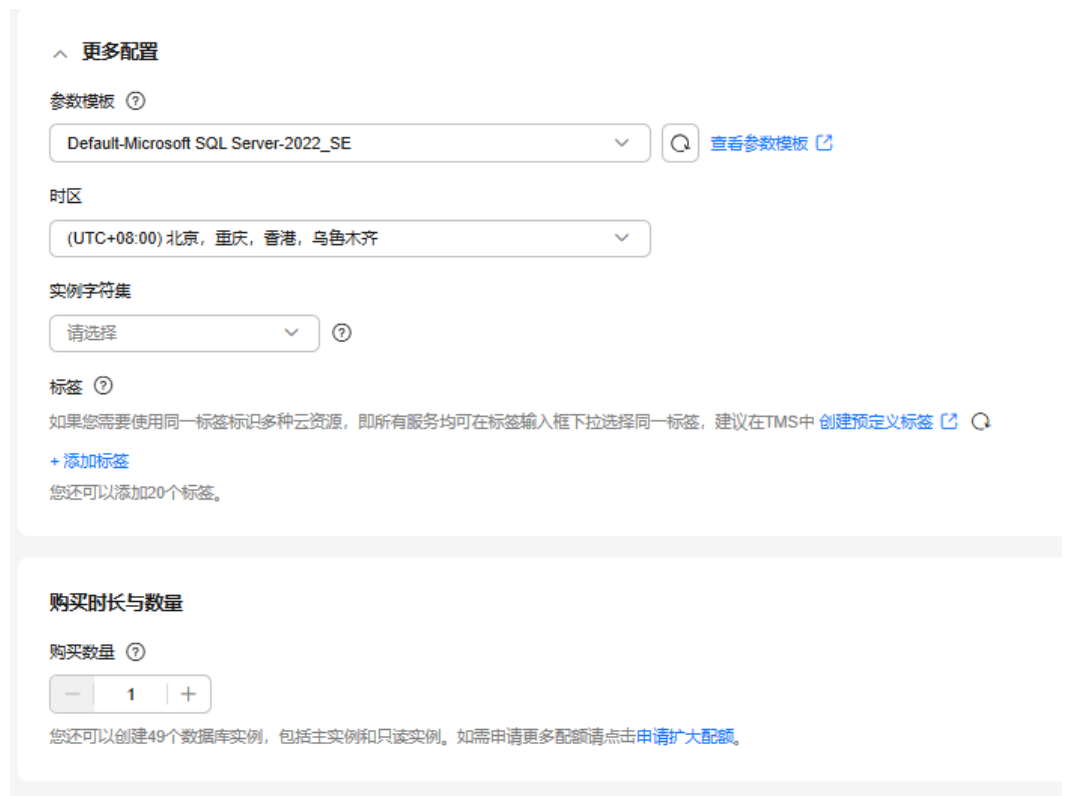 更多配置
参数模板
Default-Microsoft SQL Server-2022_SE
查看参数模板
时区
(UTC+08:00) 北京，重庆，香港，乌鲁木齐
实例字符集
请选择
标签
如果您需要使用同一标签标识多种云资源，即所有服务均可在标签输入框下拉选择同一标签，建议在TMS中 创建预定义标签
+ 添加标签
您还可以添加20个标签。
购买时长与数量
购买数量
1
您还可以创建49个数据库实例，包括主实例和只读实例。如需申请更多配额请点击申请扩大配额。